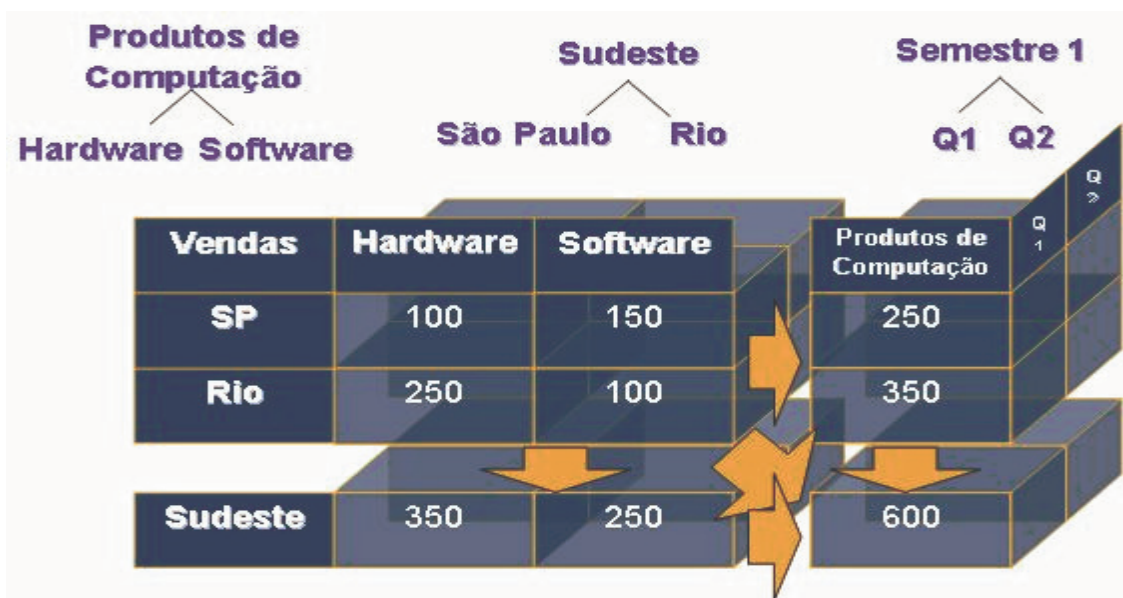 Produtos de
Computação
Hardware Software
Sudeste
São Paulo Rio
Semestre 1
Q1 Q2
Vendas Hardware Software
Produtos de
Computação
Q
1
Q
2
SP 100 150 250
Rio 250 100 350
Sudeste 350 250 600